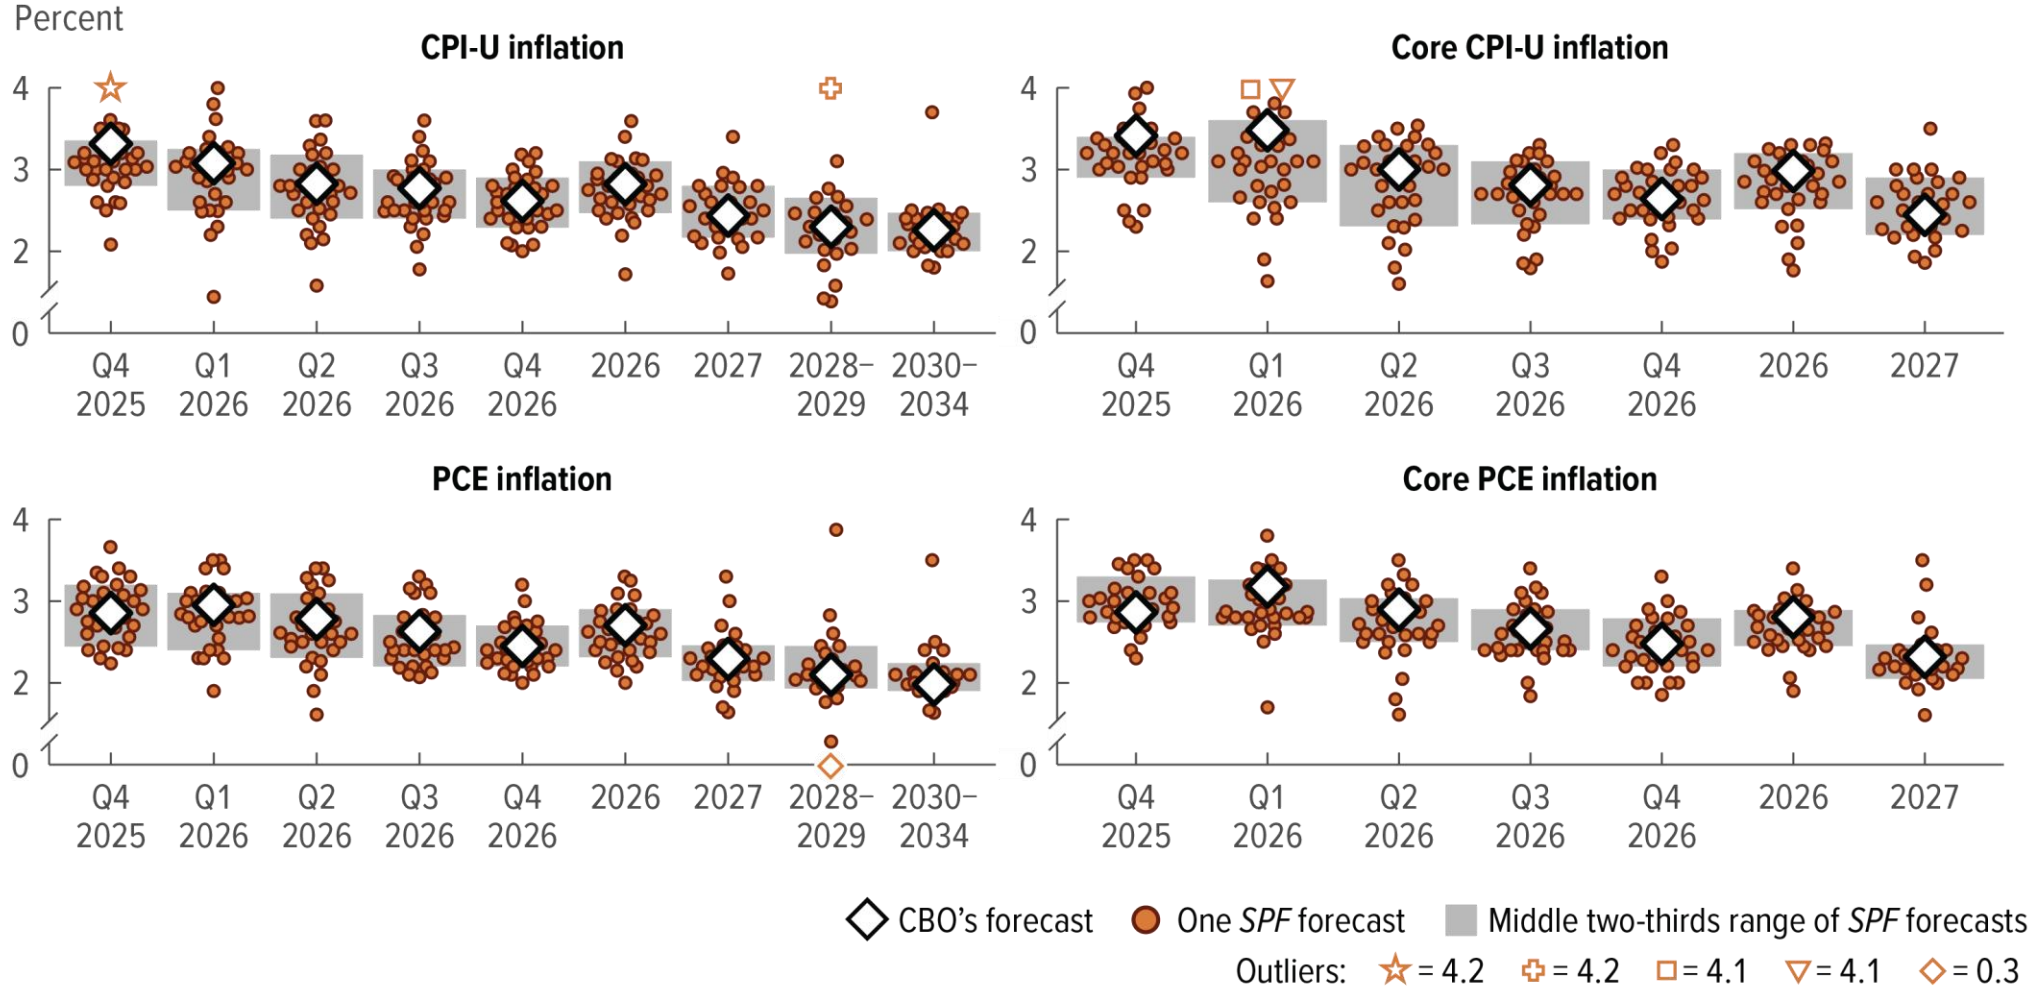 Percent
CPI-U inflation
4
3
2
0
Q4 2025
Q1 2026
Q2 2026
Q3 2026
Q4 2026
2026
2027
2028–2029
2030–2034
Core CPI-U inflation
4
3
2
0
Q4 2025
Q1 2026
Q2 2026
Q3 2026
Q4 2026
2026
2027
PCE inflation
4
3
2
0
Q4 2025
Q1 2026
Q2 2026
Q3 2026
Q4 2026
2026
2027
2028–2029
2030–2034
Core PCE inflation
4
3
2
0
Q4 2025
Q1 2026
Q2 2026
Q3 2026
Q4 2026
2026
2027
CBO's forecast One SPF forecast Middle two-thirds range of SPF forecasts
Outliers: = 4.2 = 4.2 = 4.1 = 4.1 = 0.3